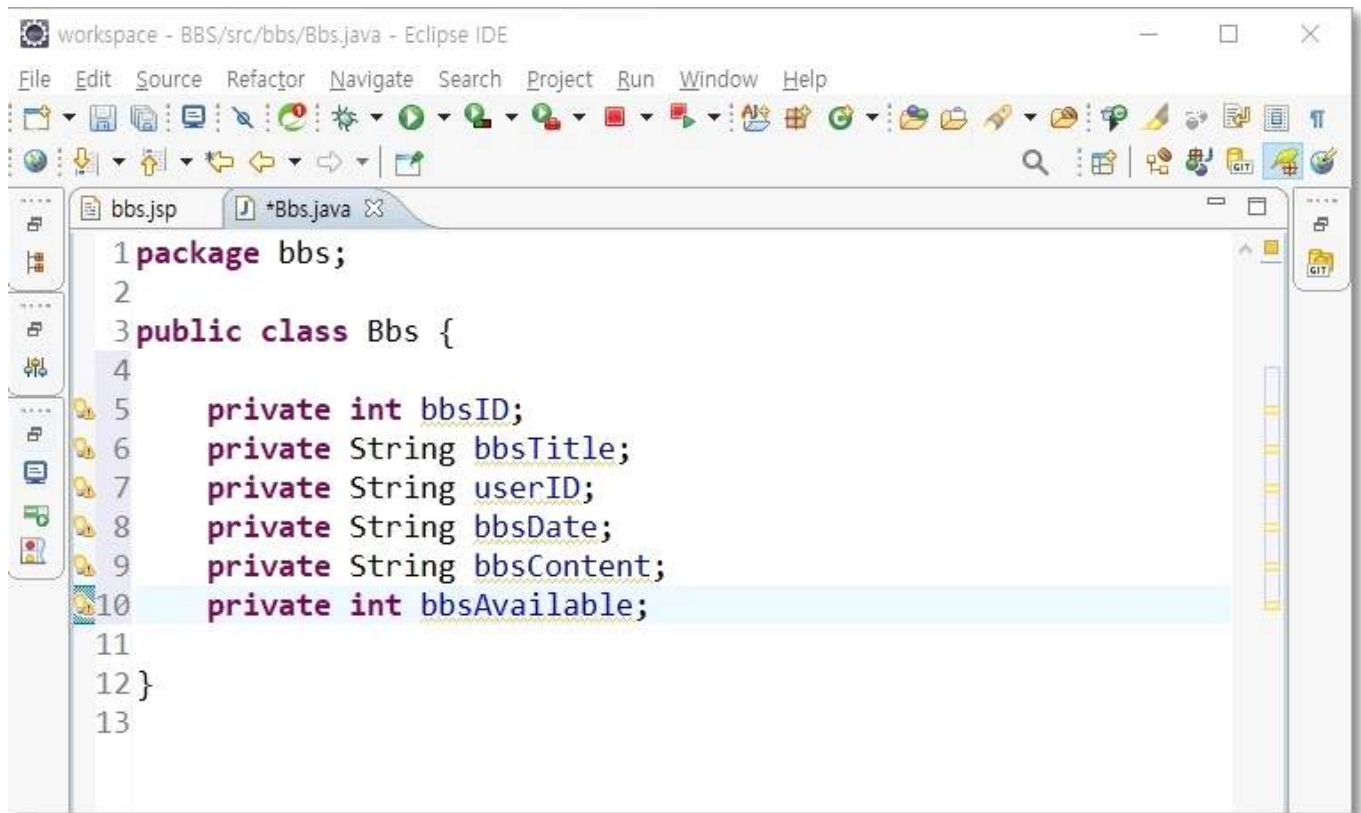 workspace - BBS/src/bbs/Bbs.java - Eclipse IDE
File Edit Source Refactor Navigate Search Project Run Window Help
bbs.jsp *Bbs.java
1 package bbs;
2
3 public class Bbs {
4
5 private int bbsID;
6 private String bbsTitle;
7 private String userID;
8 private String bbsDate;
9 private String bbsContent;
10 private int bbsAvailable;
11
12 }
13
GIT
GIT